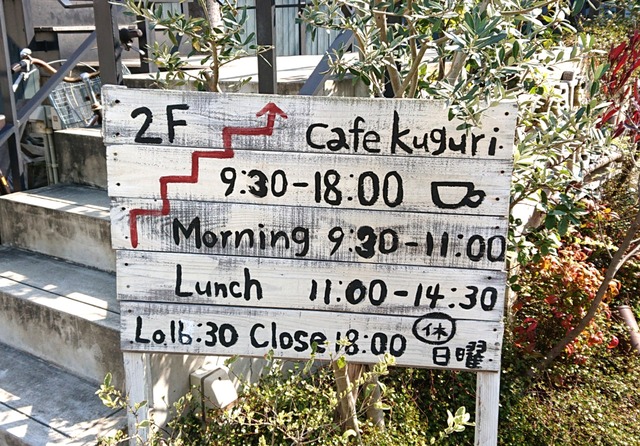 2F Cafe kuguri
9:30-18:00
Morning 9:30-11:00
Lunch 11:00-14:30
Lo.16:30 Close 18:00 休 日曜